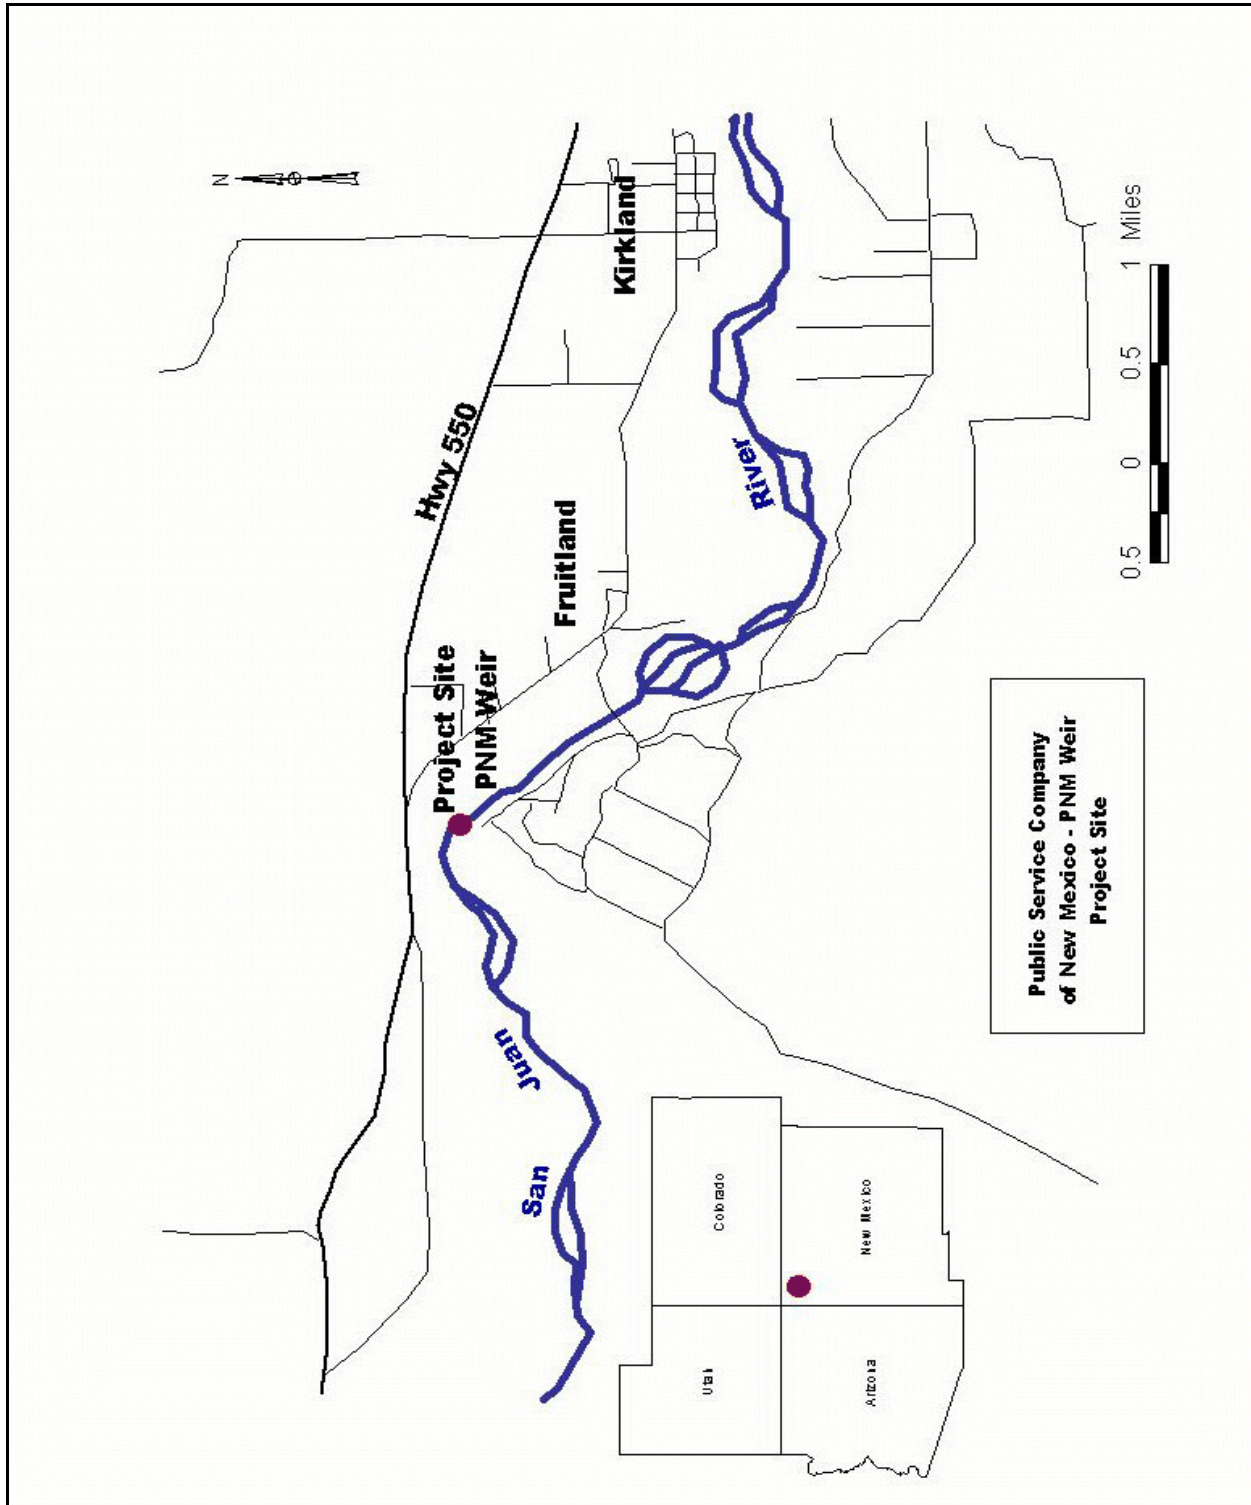 N
Hwy 550
Kirkland
Fruitland
Project Site
PNM Weir
River
Juan
San
0.5 0 0.5 1 Miles
Public Service Company
of New Mexico - PNM Weir
Project Site
Utah
Colorado
Arizona
New Mexico